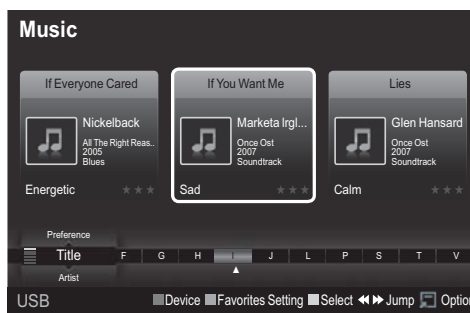 Music
If Everyone Cared
Nickelback
All The Right Reas..
2005
Blues
Energetic
If You Want Me
Marketa Irgl...
Once Ost
2007
Soundtrack
Sad
Lies
Glen Hansard
Once Ost
2007
Soundtrack
Calm
Preference
Title F G H I J L P S T V
Artist
USB Device Favorites Setting Select Jump Option